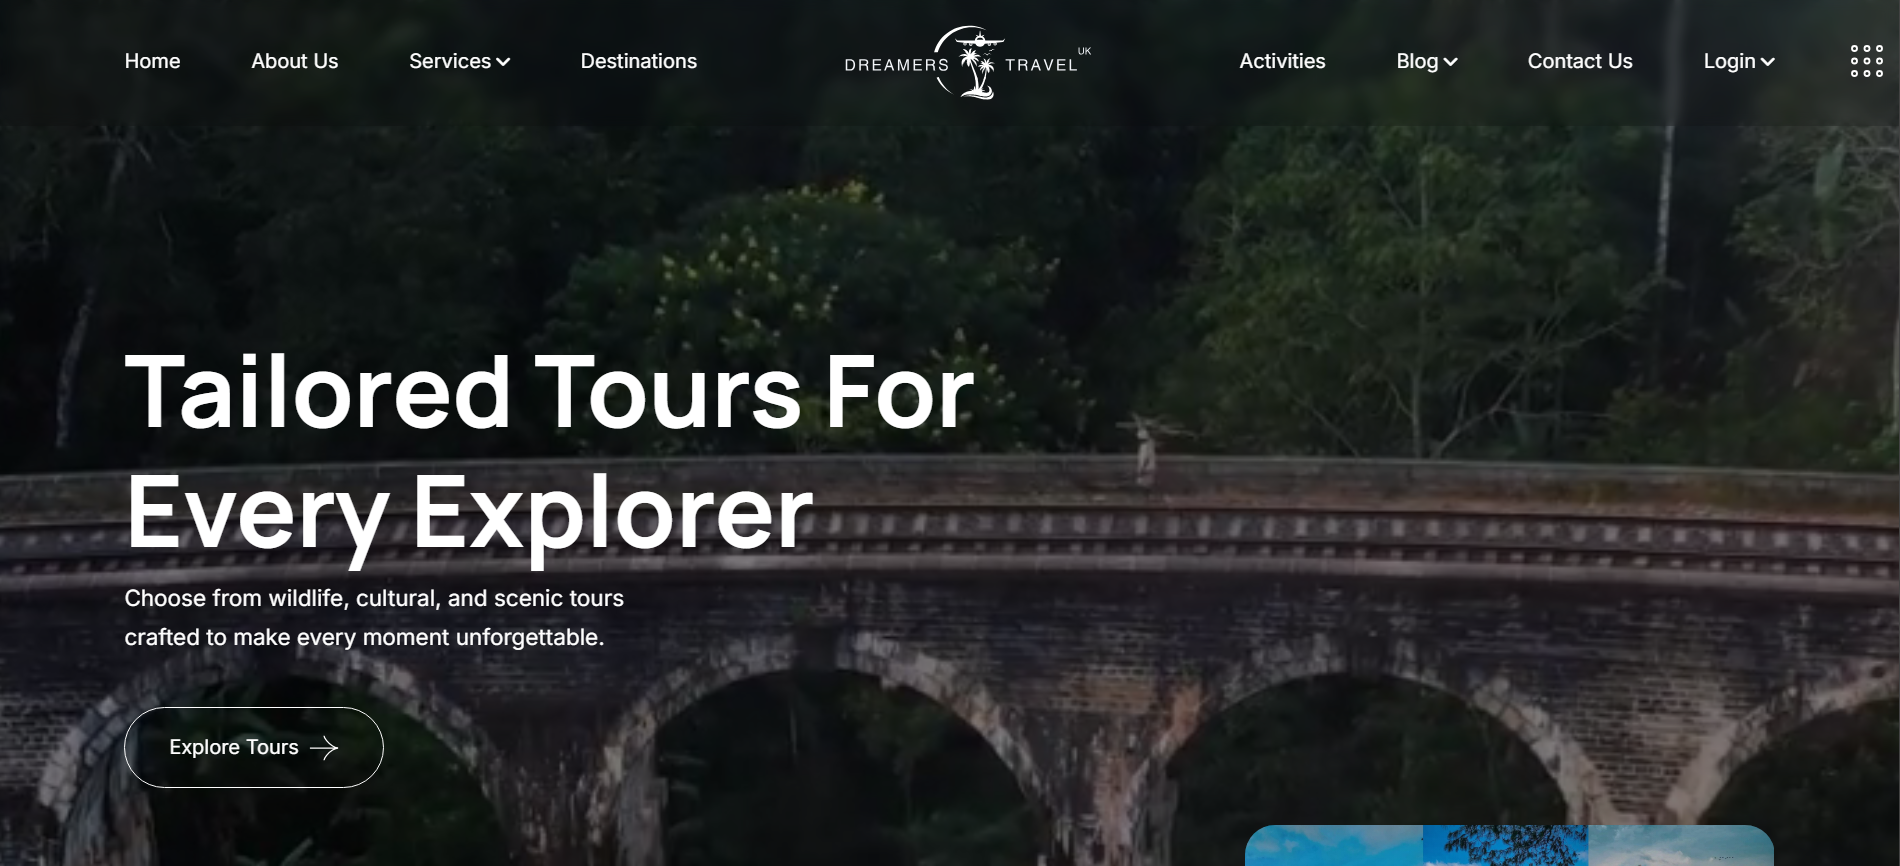 Home
About Us
Services
Destinations
DREAMERS TRAVEL UK
Activities
Blog
Contact Us
Login
Tailored Tours For
Every Explorer
Choose from wildlife, cultural, and scenic tours
crafted to make every moment unforgettable.
Explore Tours